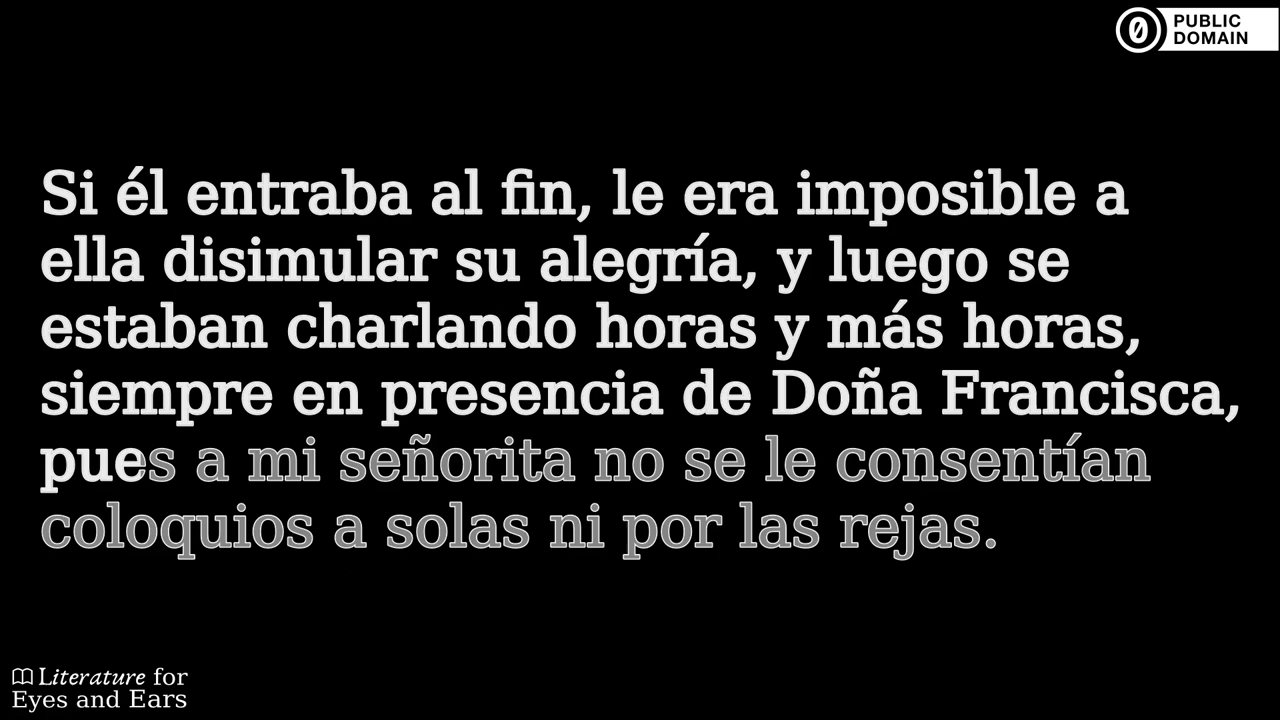 PUBLIC
DOMAIN
Si él entraba al fin, le era imposible a
ella disimular su alegría, y luego se
estaban charlando horas y más horas,
siempre en presencia de Doña Francisca,
pues a mi señorita no se le consentían
coloquios a solas ni por las rejas.
Literature for
Eyes and Ears